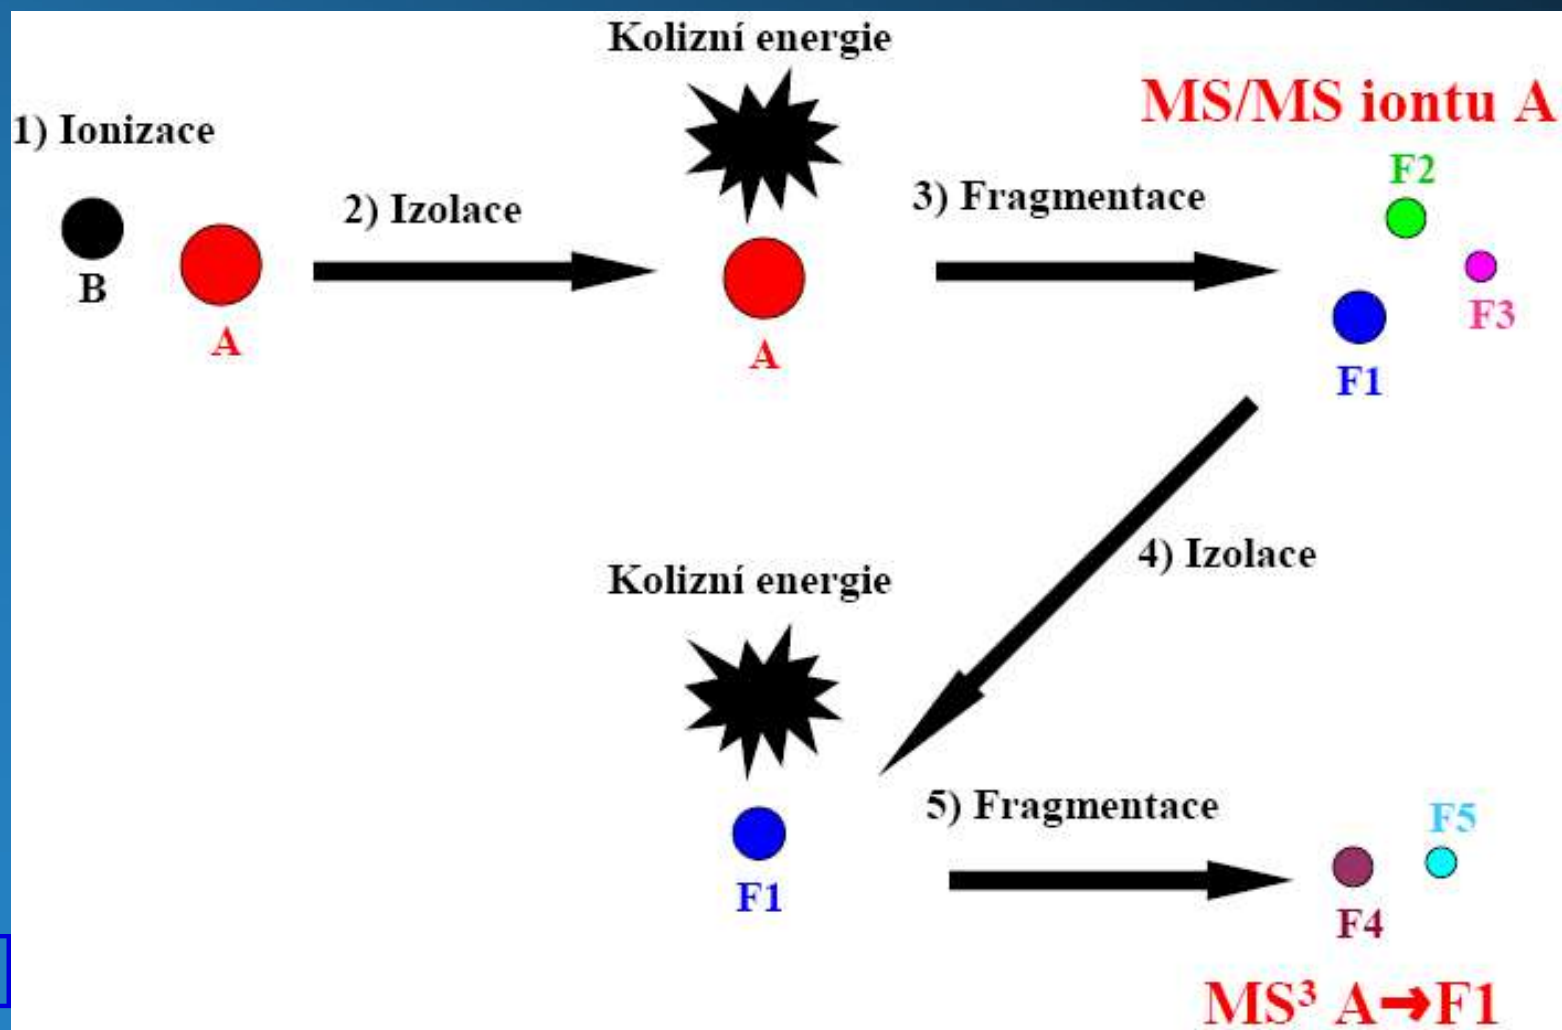 Kolizní energie
MS/MS iontu A
1) Ionizace
F2
2) Izolace
3) Fragmentace
B
A
A
F3
F1
4) Izolace
Kolizní energie
5) Fragmentace
F5
F1
F4
MS³ A→F1